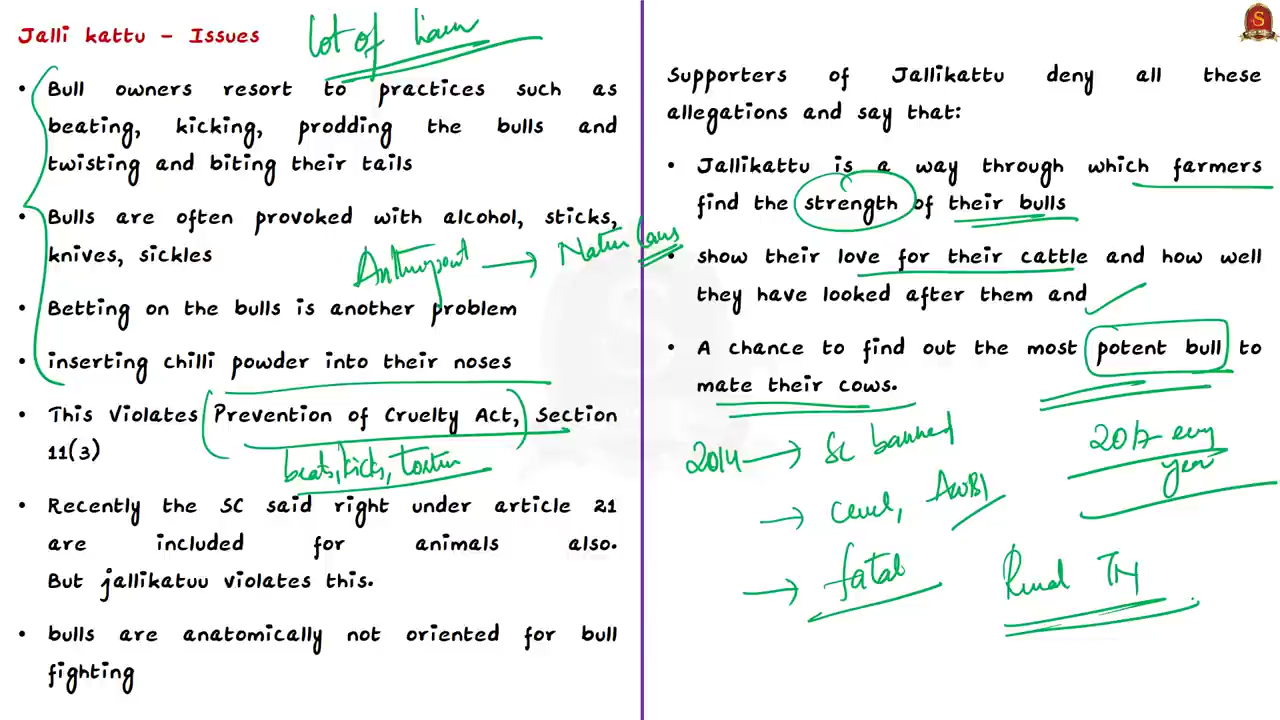 Jalli kattu - Issues
lot of
• Bull owners resort to practices such as
beating, kicking, prodding the bulls and
twisting and biting their tails
• Bulls are often provoked with alcohol, sticks,
knives, sickles
• Betting on the bulls is another problem
• inserting chilli powder into their noses
• This Violates Prevention of Cruelty Act, Section
11(3)
beats, kicks, torture
• Recently the SC said right under article 21
are included for animals also.
But jallikatuu violates this.
• bulls are anatomically not oriented for bull
fighting
Supporters of Jallikattu deny all these
allegations and say that:
• Jallikattu is a way through which farmers
find the strength of their bulls
• show their love for their cattle and how well
they have looked after them and
• A chance to find out the most potent bull to
mate their cows.
2014 → SC banned
→ cruel, AWBI
→ fatal
2017 every
year
Rural TN
S